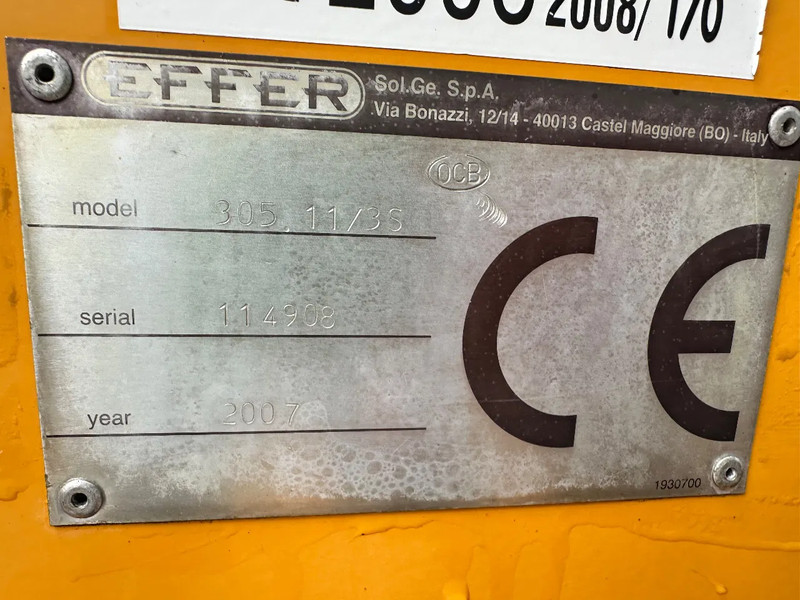 2008/170
EFFER
Sol.Ge. S.p.A.
Via Bonazzi, 12/14 - 40013 Castel Maggiore (BO) - Italy
OCB
model 305.11/3S
serial 114908
year 2007
CE
1930700